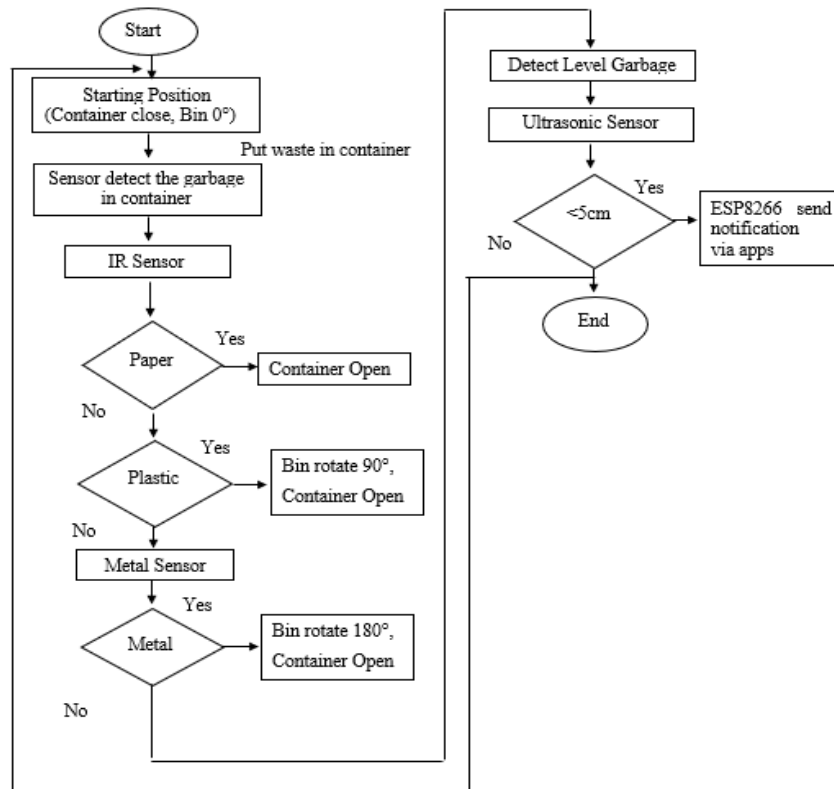 Start
Starting Position
(Container close, Bin 0°)
Put waste in container
Sensor detect the garbage
in container
IR Sensor
Paper
Yes
Container Open
No
Plastic
Yes
Bin rotate 90°,
Container Open
No
Metal Sensor
Metal
Yes
Bin rotate 180°,
Container Open
No
Detect Level Garbage
Ultrasonic Sensor
<5cm
Yes
ESP8266 send
notification
via apps
No
End